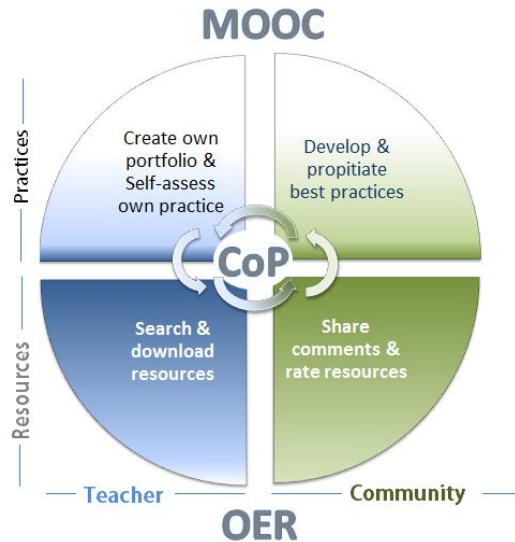 MOOC
Practices
Create own
portfolio &
Self-assess
own practice
Develop &
propitiate
best practices
CoP
Resources
Search &
download
resources
Share
comments &
rate resources
Teacher
Community
OER